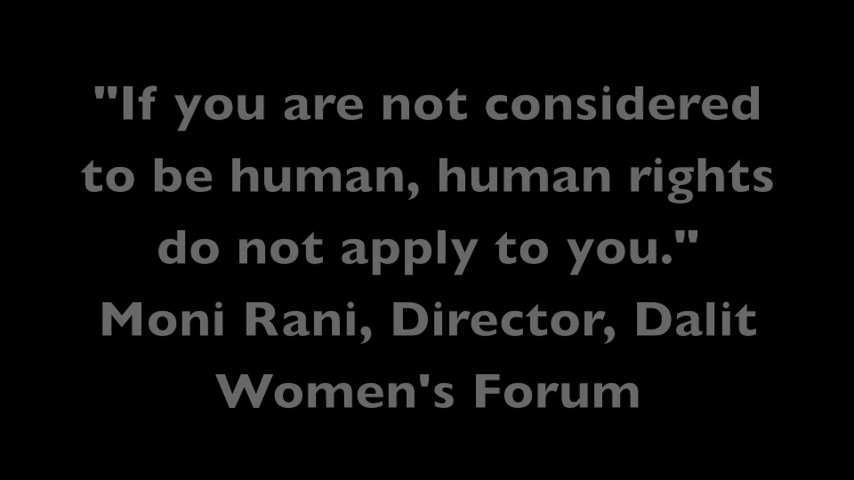 "If you are not considered
to be human, human rights
do not apply to you."
Moni Rani, Director, Dalit
Women's Forum